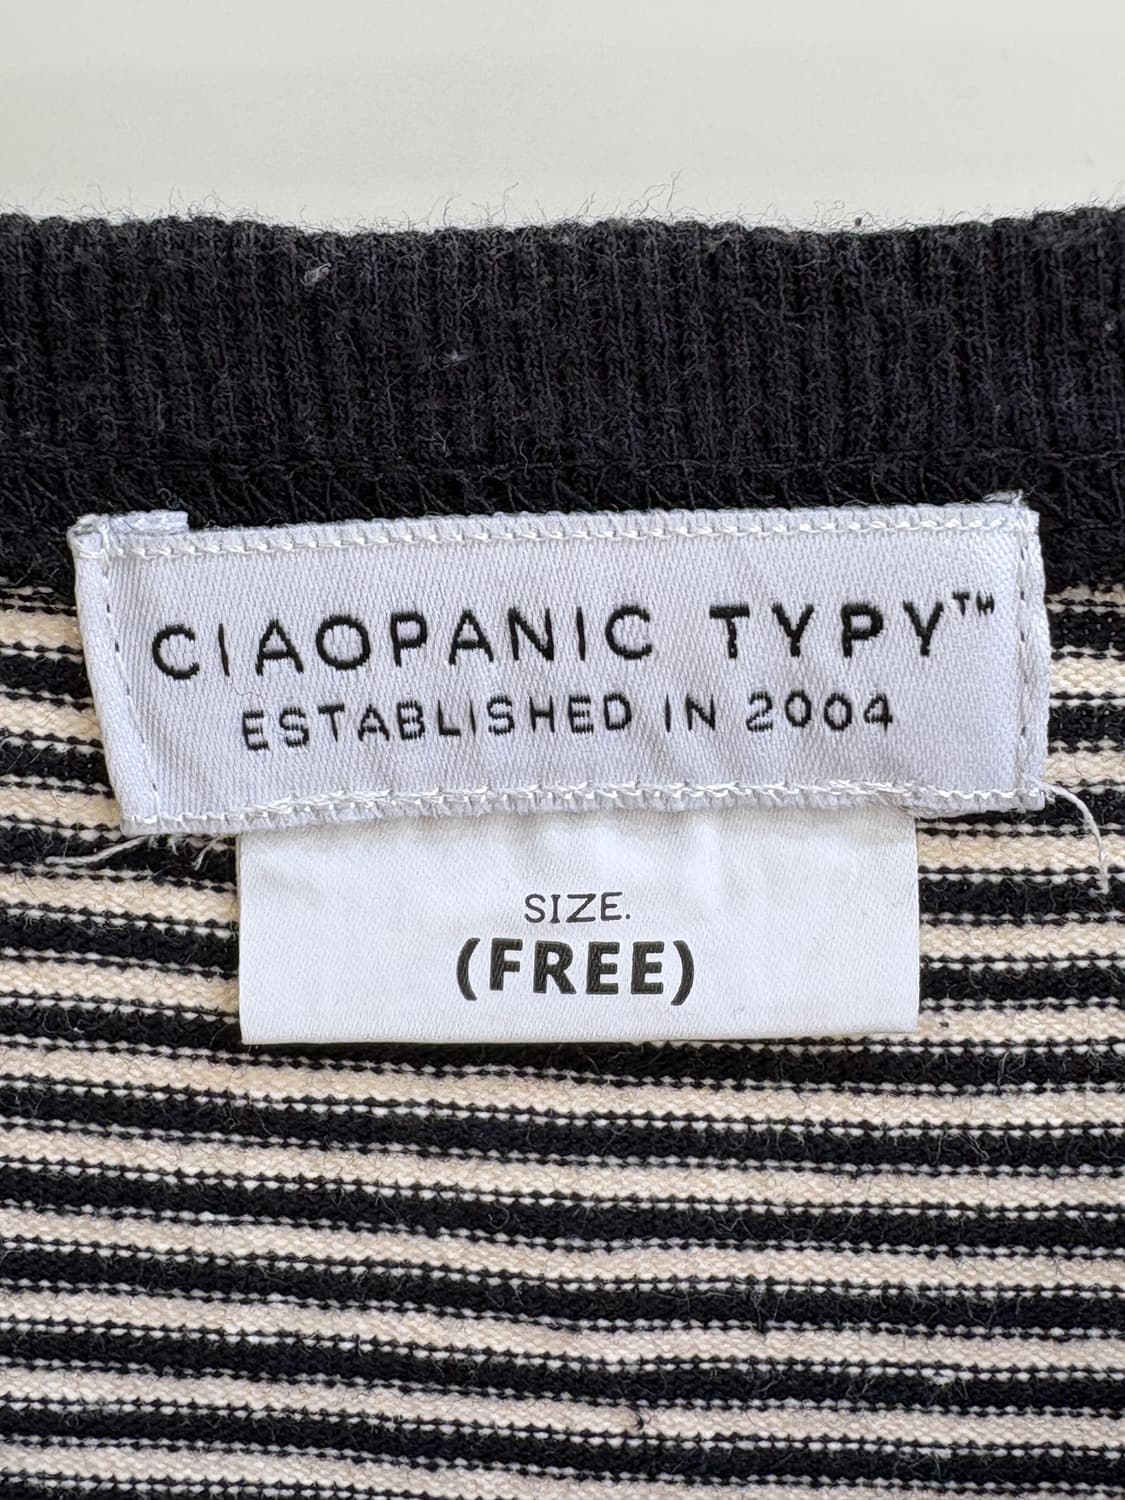 CIAOPANIC TYPY™
ESTABLISHED IN 2004
SIZE.
(FREE)